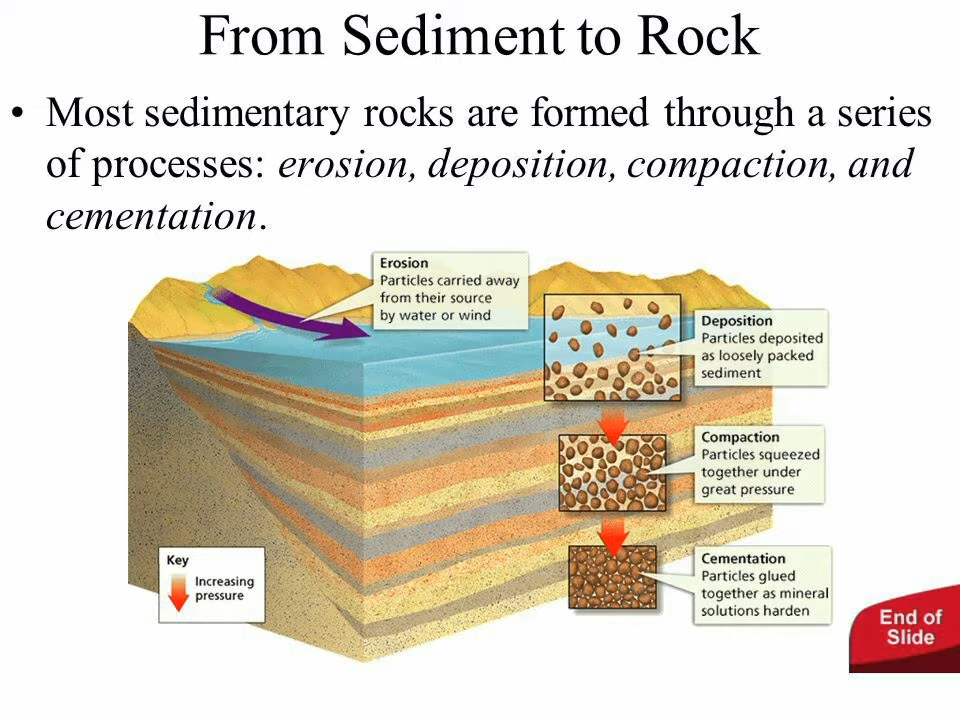 From Sediment to Rock
• Most sedimentary rocks are formed through a series
of processes: erosion, deposition, compaction, and
cementation.
Erosion
Particles carried away
from their source
by water or wind
Deposition
Particles deposited
as loosely packed
sediment
Compaction
Particles squeezed
together under
great pressure
Cementation
Particles glued
together as mineral
solutions harden
Key
Increasing
pressure
End of
Slide